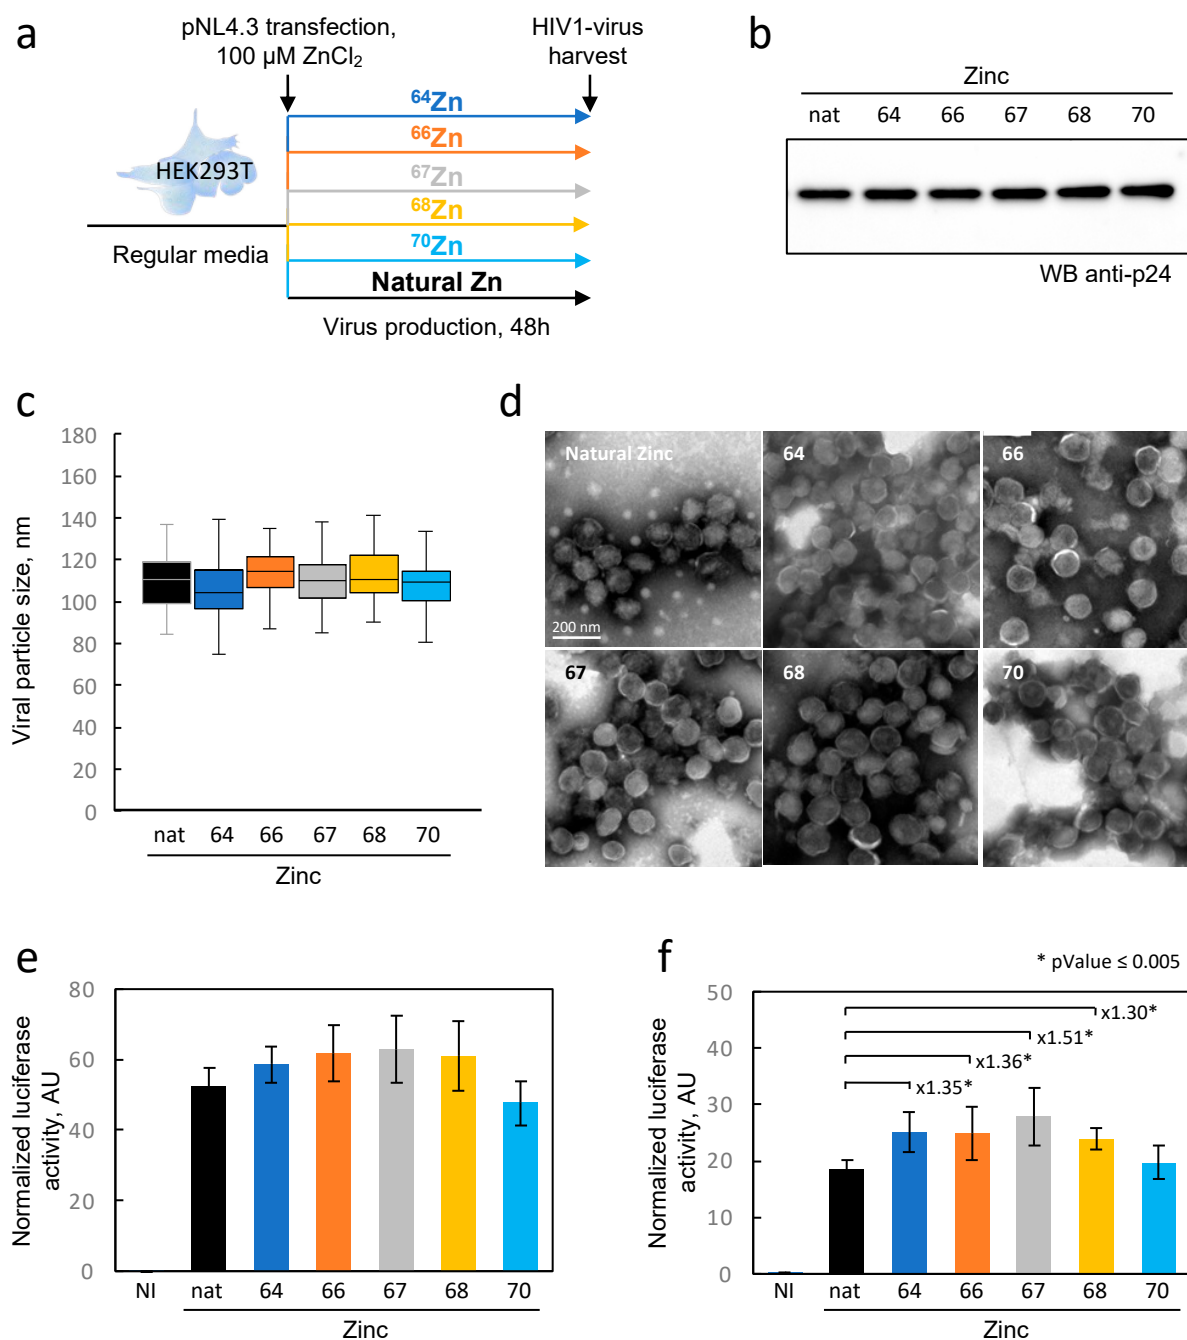 a
pNL4.3 transfection,
100 µM ZnCl₂
HIV1-virus
harvest
HEK293T
Regular media
⁶⁴Zn
⁶⁶Zn
⁶⁷Zn
⁶⁸Zn
⁷⁰Zn
Natural Zn
Virus production, 48h
b
Zinc
nat 64 66 67 68 70
WB anti-p24
c
Viral particle size, nm
180
160
140
120
100
80
60
40
20
0
nat 64 66 67 68 70
Zinc
d
Natural Zinc
200 nm
64
66
67
68
70
e
Normalized luciferase
activity, AU
80
60
40
20
0
NI nat 64 66 67 68 70
Zinc
f
* pValue ≤ 0.005
Normalized luciferase
activity, AU
50
40
30
20
10
0
x1.30*
x1.51*
x1.36*
x1.35*
NI nat 64 66 67 68 70
Zinc